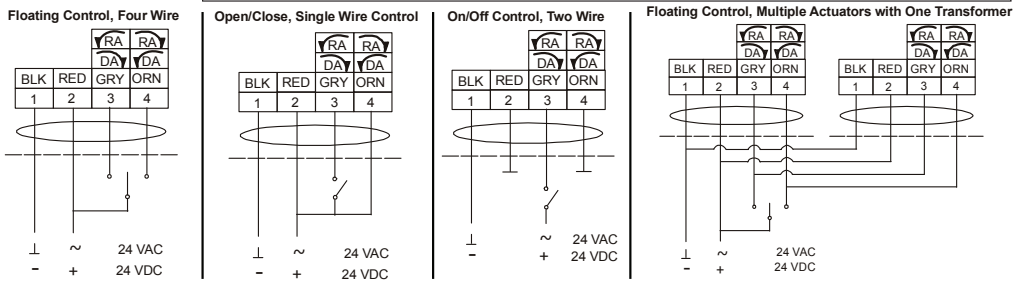 Floating Control, Four Wire
RA RA
DA DA
BLK RED GRY ORN
1 2 3 4
⊥ ~ 24 VAC
- + 24 VDC
Open/Close, Single Wire Control
RA RA
DA DA
BLK RED GRY ORN
1 2 3 4
⊥ ~ 24 VAC
- + 24 VDC
On/Off Control, Two Wire
RA RA
DA DA
BLK RED GRY ORN
1 2 3 4
⊥ ~ 24 VAC
- + 24 VDC
Floating Control, Multiple Actuators with One Transformer
RA RA
DA DA
BLK RED GRY ORN
1 2 3 4
RA RA
DA DA
BLK RED GRY ORN
1 2 3 4
⊥ ~ 24 VAC
- + 24 VDC